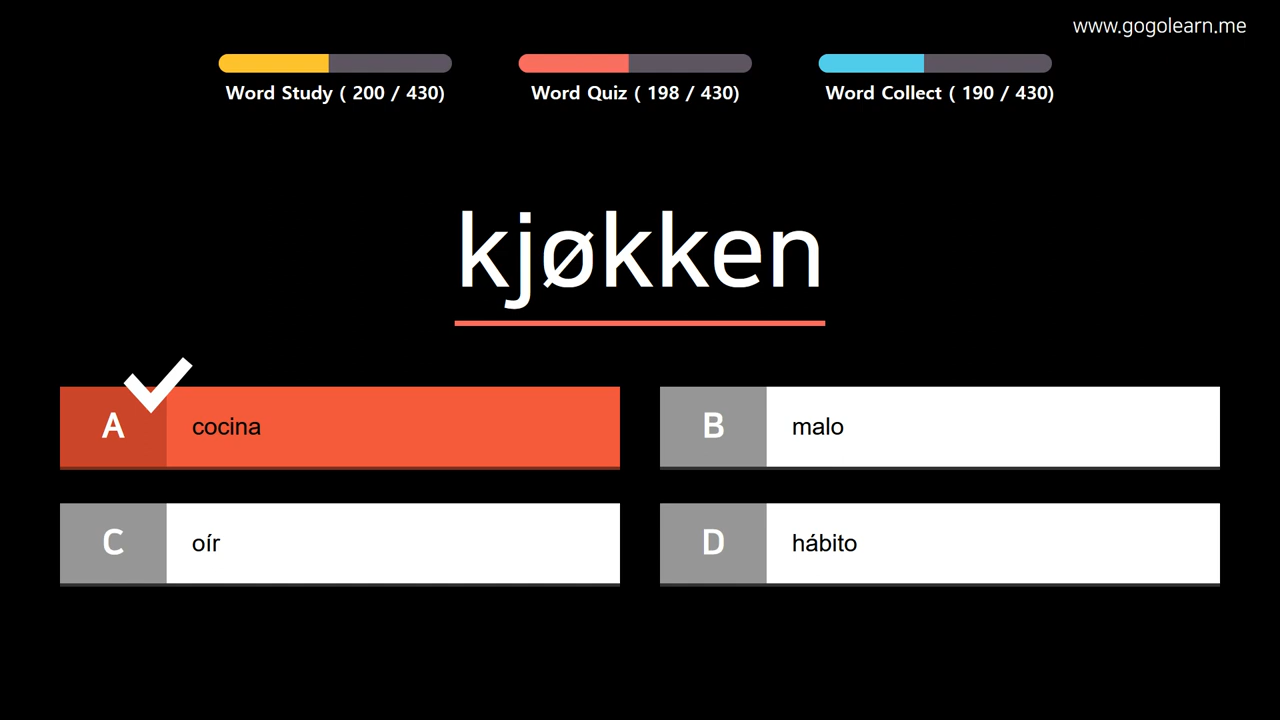 www.gogolearn.me
Word Study ( 200 / 430)
Word Quiz ( 198 / 430)
Word Collect ( 190 / 430)
kjøkken
A cocina
B malo
C oír
D hábito